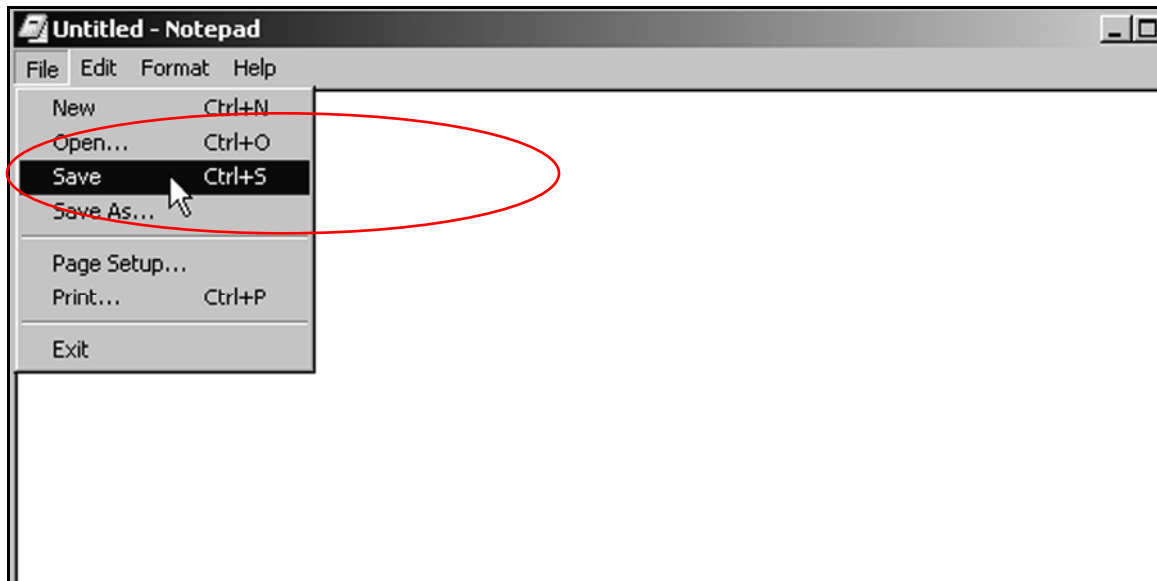 Untitled - Notepad
File Edit Format Help
New Ctrl+N
Open... Ctrl+O
Save Ctrl+S
Save As...
Page Setup...
Print... Ctrl+P
Exit